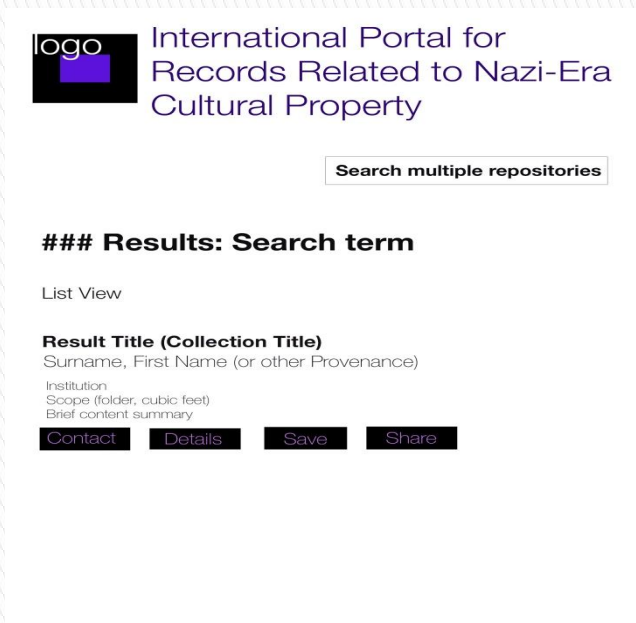 logo
International Portal for
Records Related to Nazi-Era
Cultural Property
Search multiple repositories
### Results: Search term
List View
Result Title (Collection Title)
Surname, First Name (or other Provenance)
Institution
Scope (folder, cubic feet)
Brief content summary
Contact Details Save Share